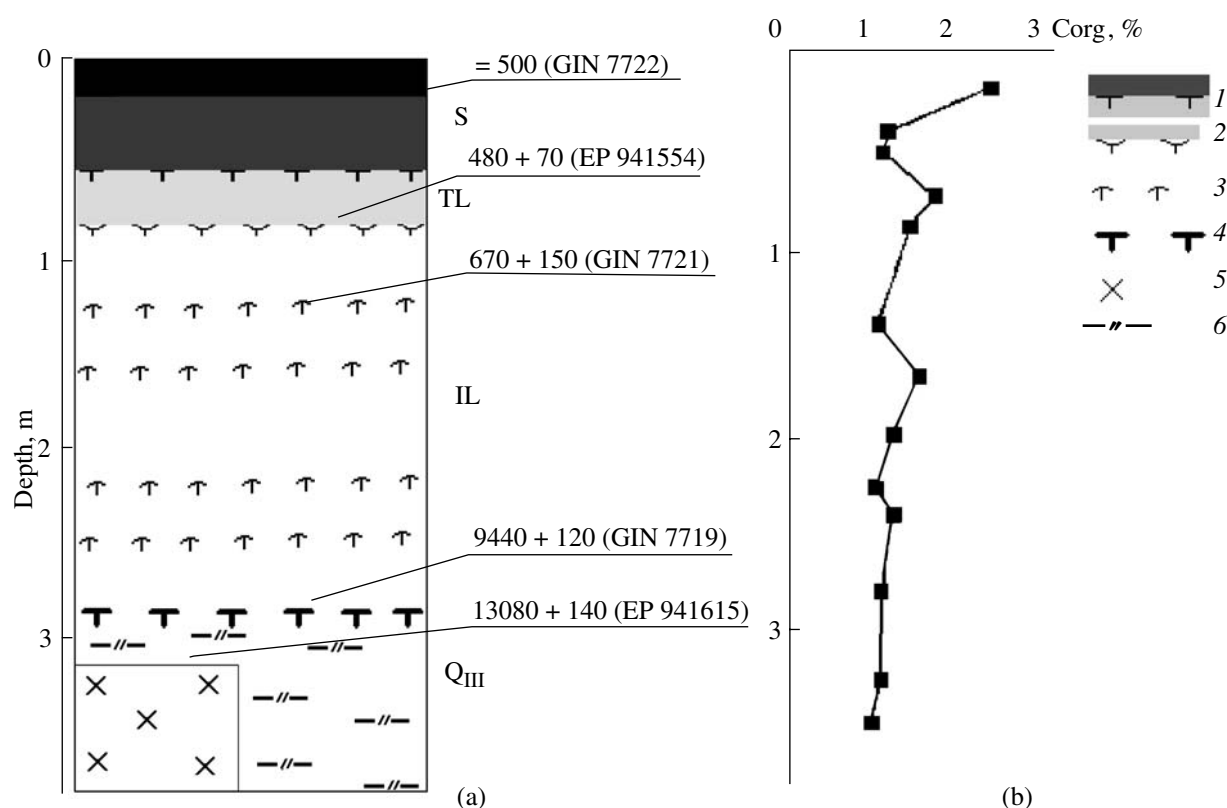 0
1
2
3
Depth, m
= 500 (GIN 7722)
S
480 + 70 (EP 941554)
TL
670 + 150 (GIN 7721)
IL
9440 + 120 (GIN 7719)
13080 + 140 (EP 941615)
QIII
(a)
0 1 2 3 Corg, %
1
2
3
(b)
1
2
3
4
5
6